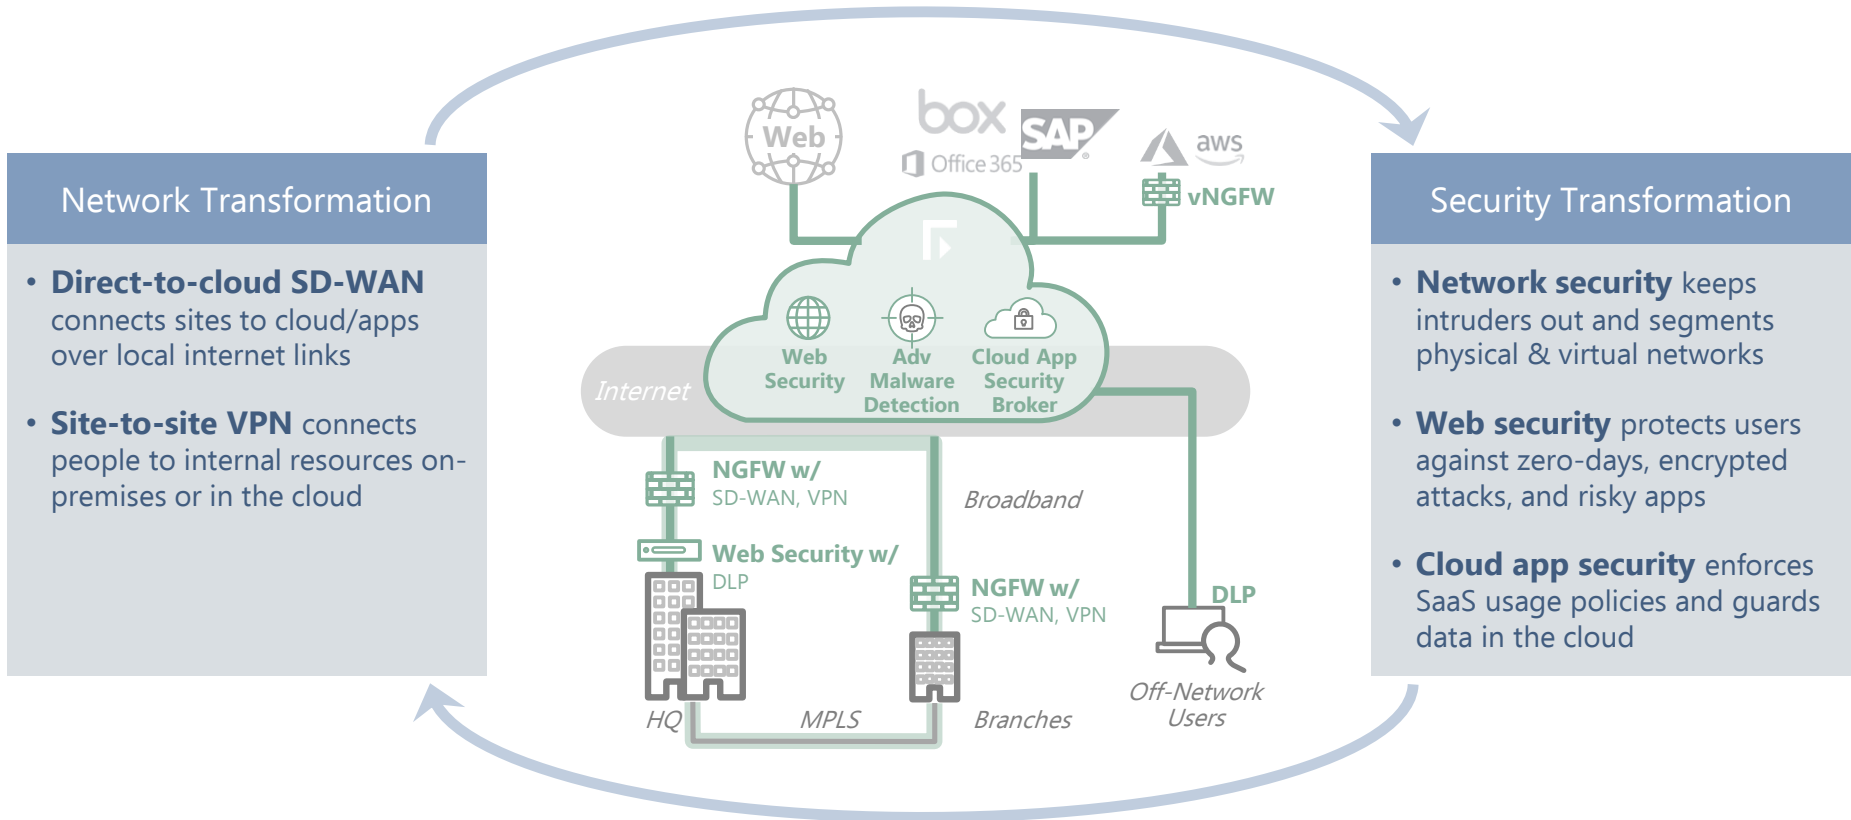 Network Transformation
• Direct-to-cloud SD-WAN
connects sites to cloud/apps
over local internet links
• Site-to-site VPN connects
people to internal resources on-
premises or in the cloud
Web
box
Office 365
SAP
®
aws
vNGFW
Internet
Web
Security
Adv
Malware
Detection
Cloud App
Security
Broker
NGFW w/
SD-WAN, VPN
Broadband
Web Security w/
DLP
NGFW w/
SD-WAN, VPN
DLP
HQ
MPLS
Branches
Off-Network
Users
Security Transformation
• Network security keeps
intruders out and segments
physical & virtual networks
• Web security protects users
against zero-days, encrypted
attacks, and risky apps
• Cloud app security enforces
SaaS usage policies and guards
data in the cloud